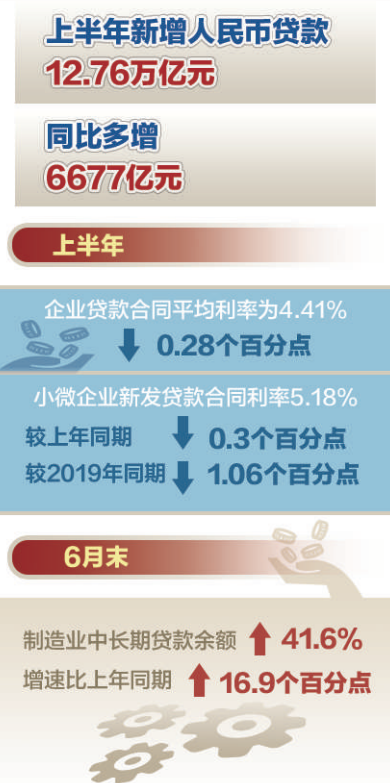 上半年新增人民币贷款
12.76万亿元
同比多增
6677亿元
上半年
企业贷款合同平均利率为4.41%
0.28个百分点
小微企业新发贷款合同利率5.18%
较上年同期 0.3个百分点
较2019年同期 1.06个百分点
6月末
制造业中长期贷款余额 41.6%
增速比上年同期 16.9个百分点